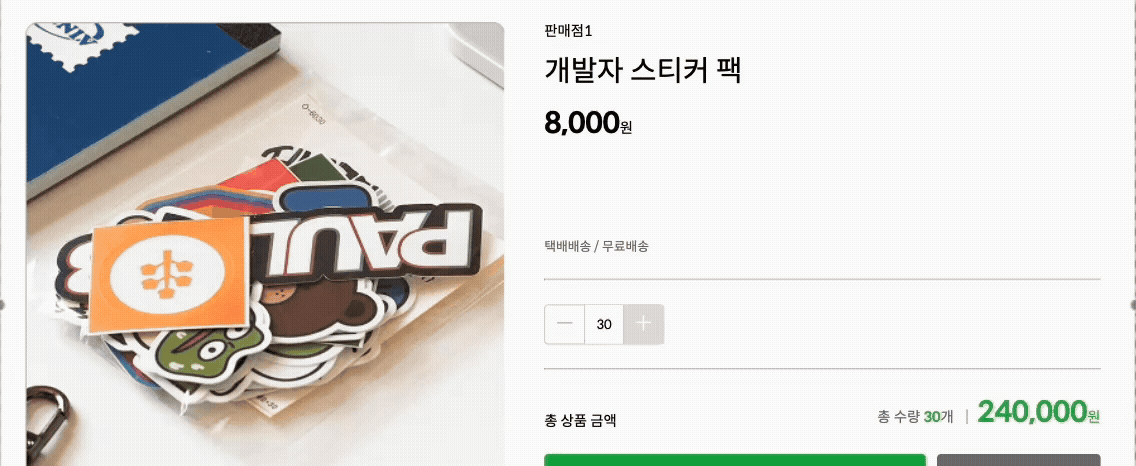 판매점1
개발자 스티커 팩
8,000원
PAUL
택배배송 / 무료배송
— 30 +
총 상품 금액
총 수량 30개 | 240,000원